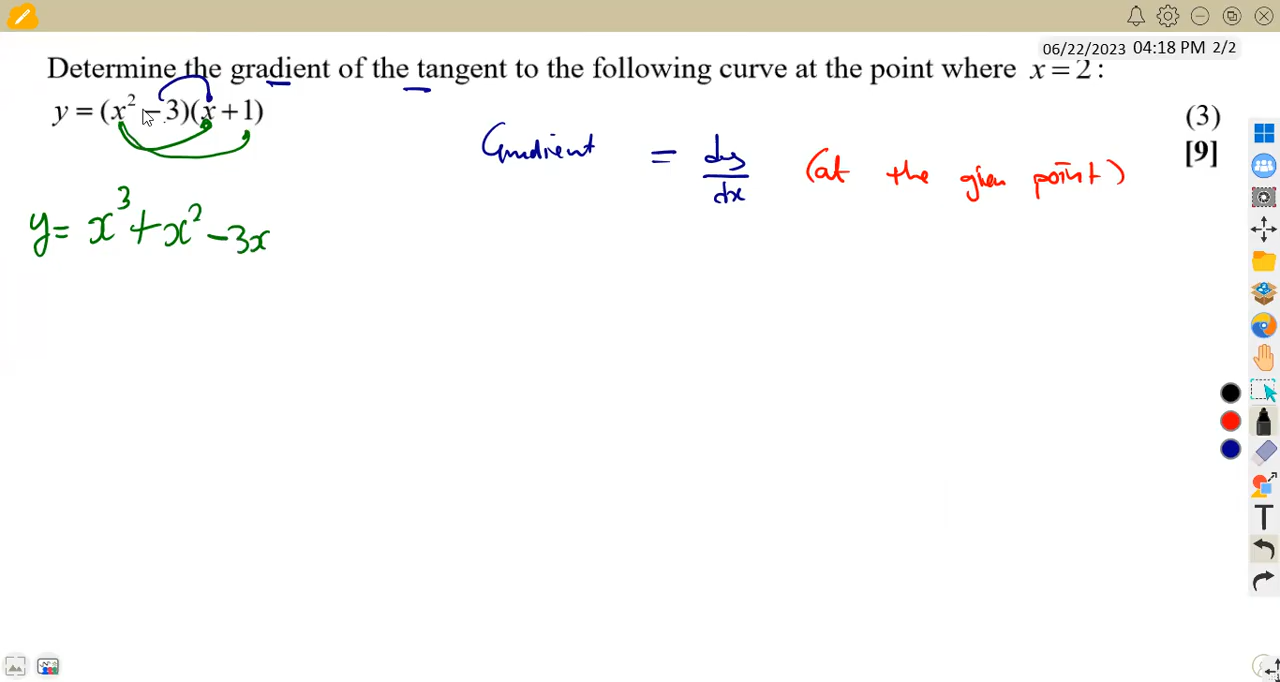 06/22/2023 04:18 PM 2/2
Determine the gradient of the tangent to the following curve at the point where x = 2 :
y = (x² − 3)(x + 1)
(3)
[9]
Gradient = dy/dx (at the given point)
y = x³ + x² − 3x
T